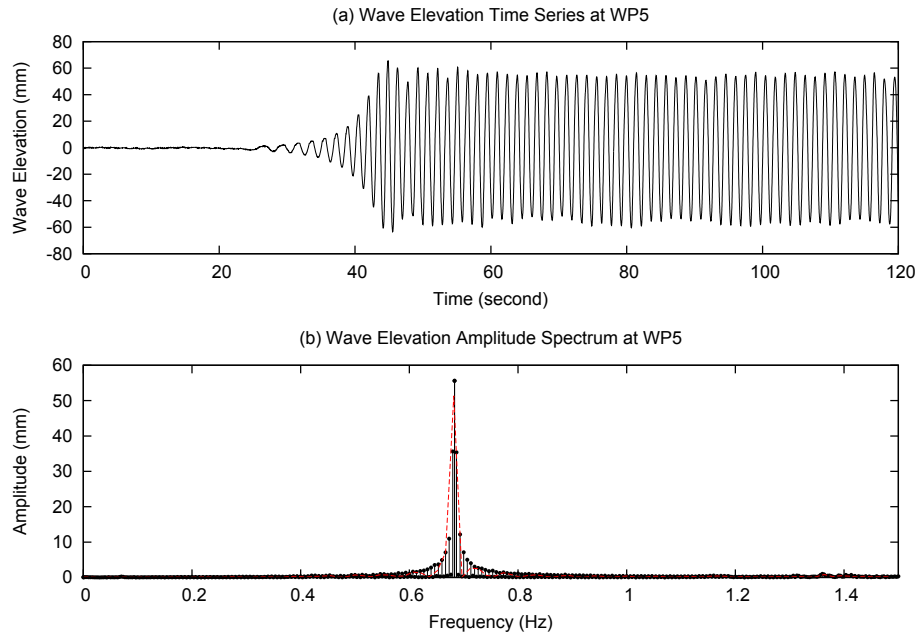 (a) Wave Elevation Time Series at WP5
80
60
40
20
0
-20
-40
-60
-80
Wave Elevation (mm)
0 20 40 60 80 100 120
Time (second)
(b) Wave Elevation Amplitude Spectrum at WP5
60
50
40
30
20
10
0
Amplitude (mm)
0 0.2 0.4 0.6 0.8 1 1.2 1.4
Frequency (Hz)